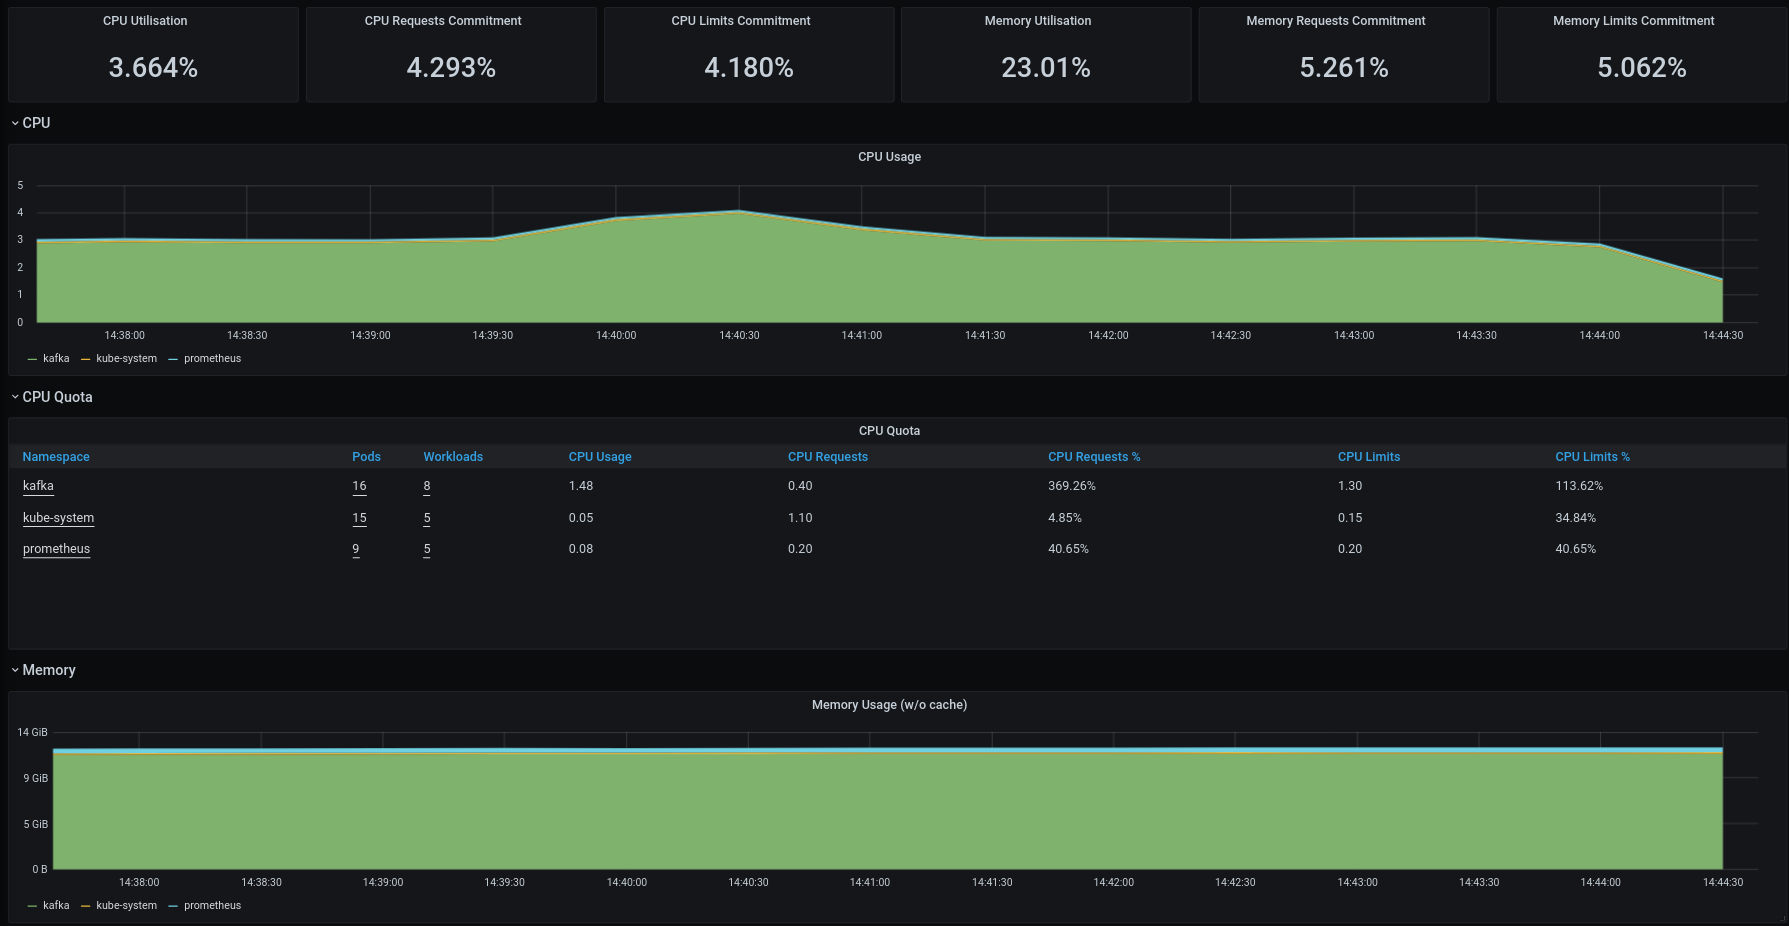 CPU Utilisation CPU Requests Commitment CPU Limits Commitment Memory Utilisation Memory Requests Commitment Memory Limits Commitment
3.664% 4.293% 4.180% 23.01% 5.261% 5.062%
CPU
CPU Usage
5
4
3
2
1
0
14:38:00 14:38:30 14:39:00 14:39:30 14:40:00 14:40:30 14:41:00 14:41:30 14:42:00 14:42:30 14:43:00 14:43:30 14:44:00 14:44:30
kafka kube-system prometheus
CPU Quota
CPU Quota
Namespace Pods Workloads CPU Usage CPU Requests CPU Requests % CPU Limits CPU Limits %
kafka 16 8 1.48 0.40 369.26% 1.30 113.62%
kube-system 15 5 0.05 1.10 4.85% 0.15 34.84%
prometheus 9 5 0.08 0.20 40.65% 0.20 40.65%
Memory
Memory Usage (w/o cache)
14 GiB
9 GiB
5 GiB
0 B
14:38:00 14:38:30 14:39:00 14:39:30 14:40:00 14:40:30 14:41:00 14:41:30 14:42:00 14:42:30 14:43:00 14:43:30 14:44:00 14:44:30
kafka kube-system prometheus